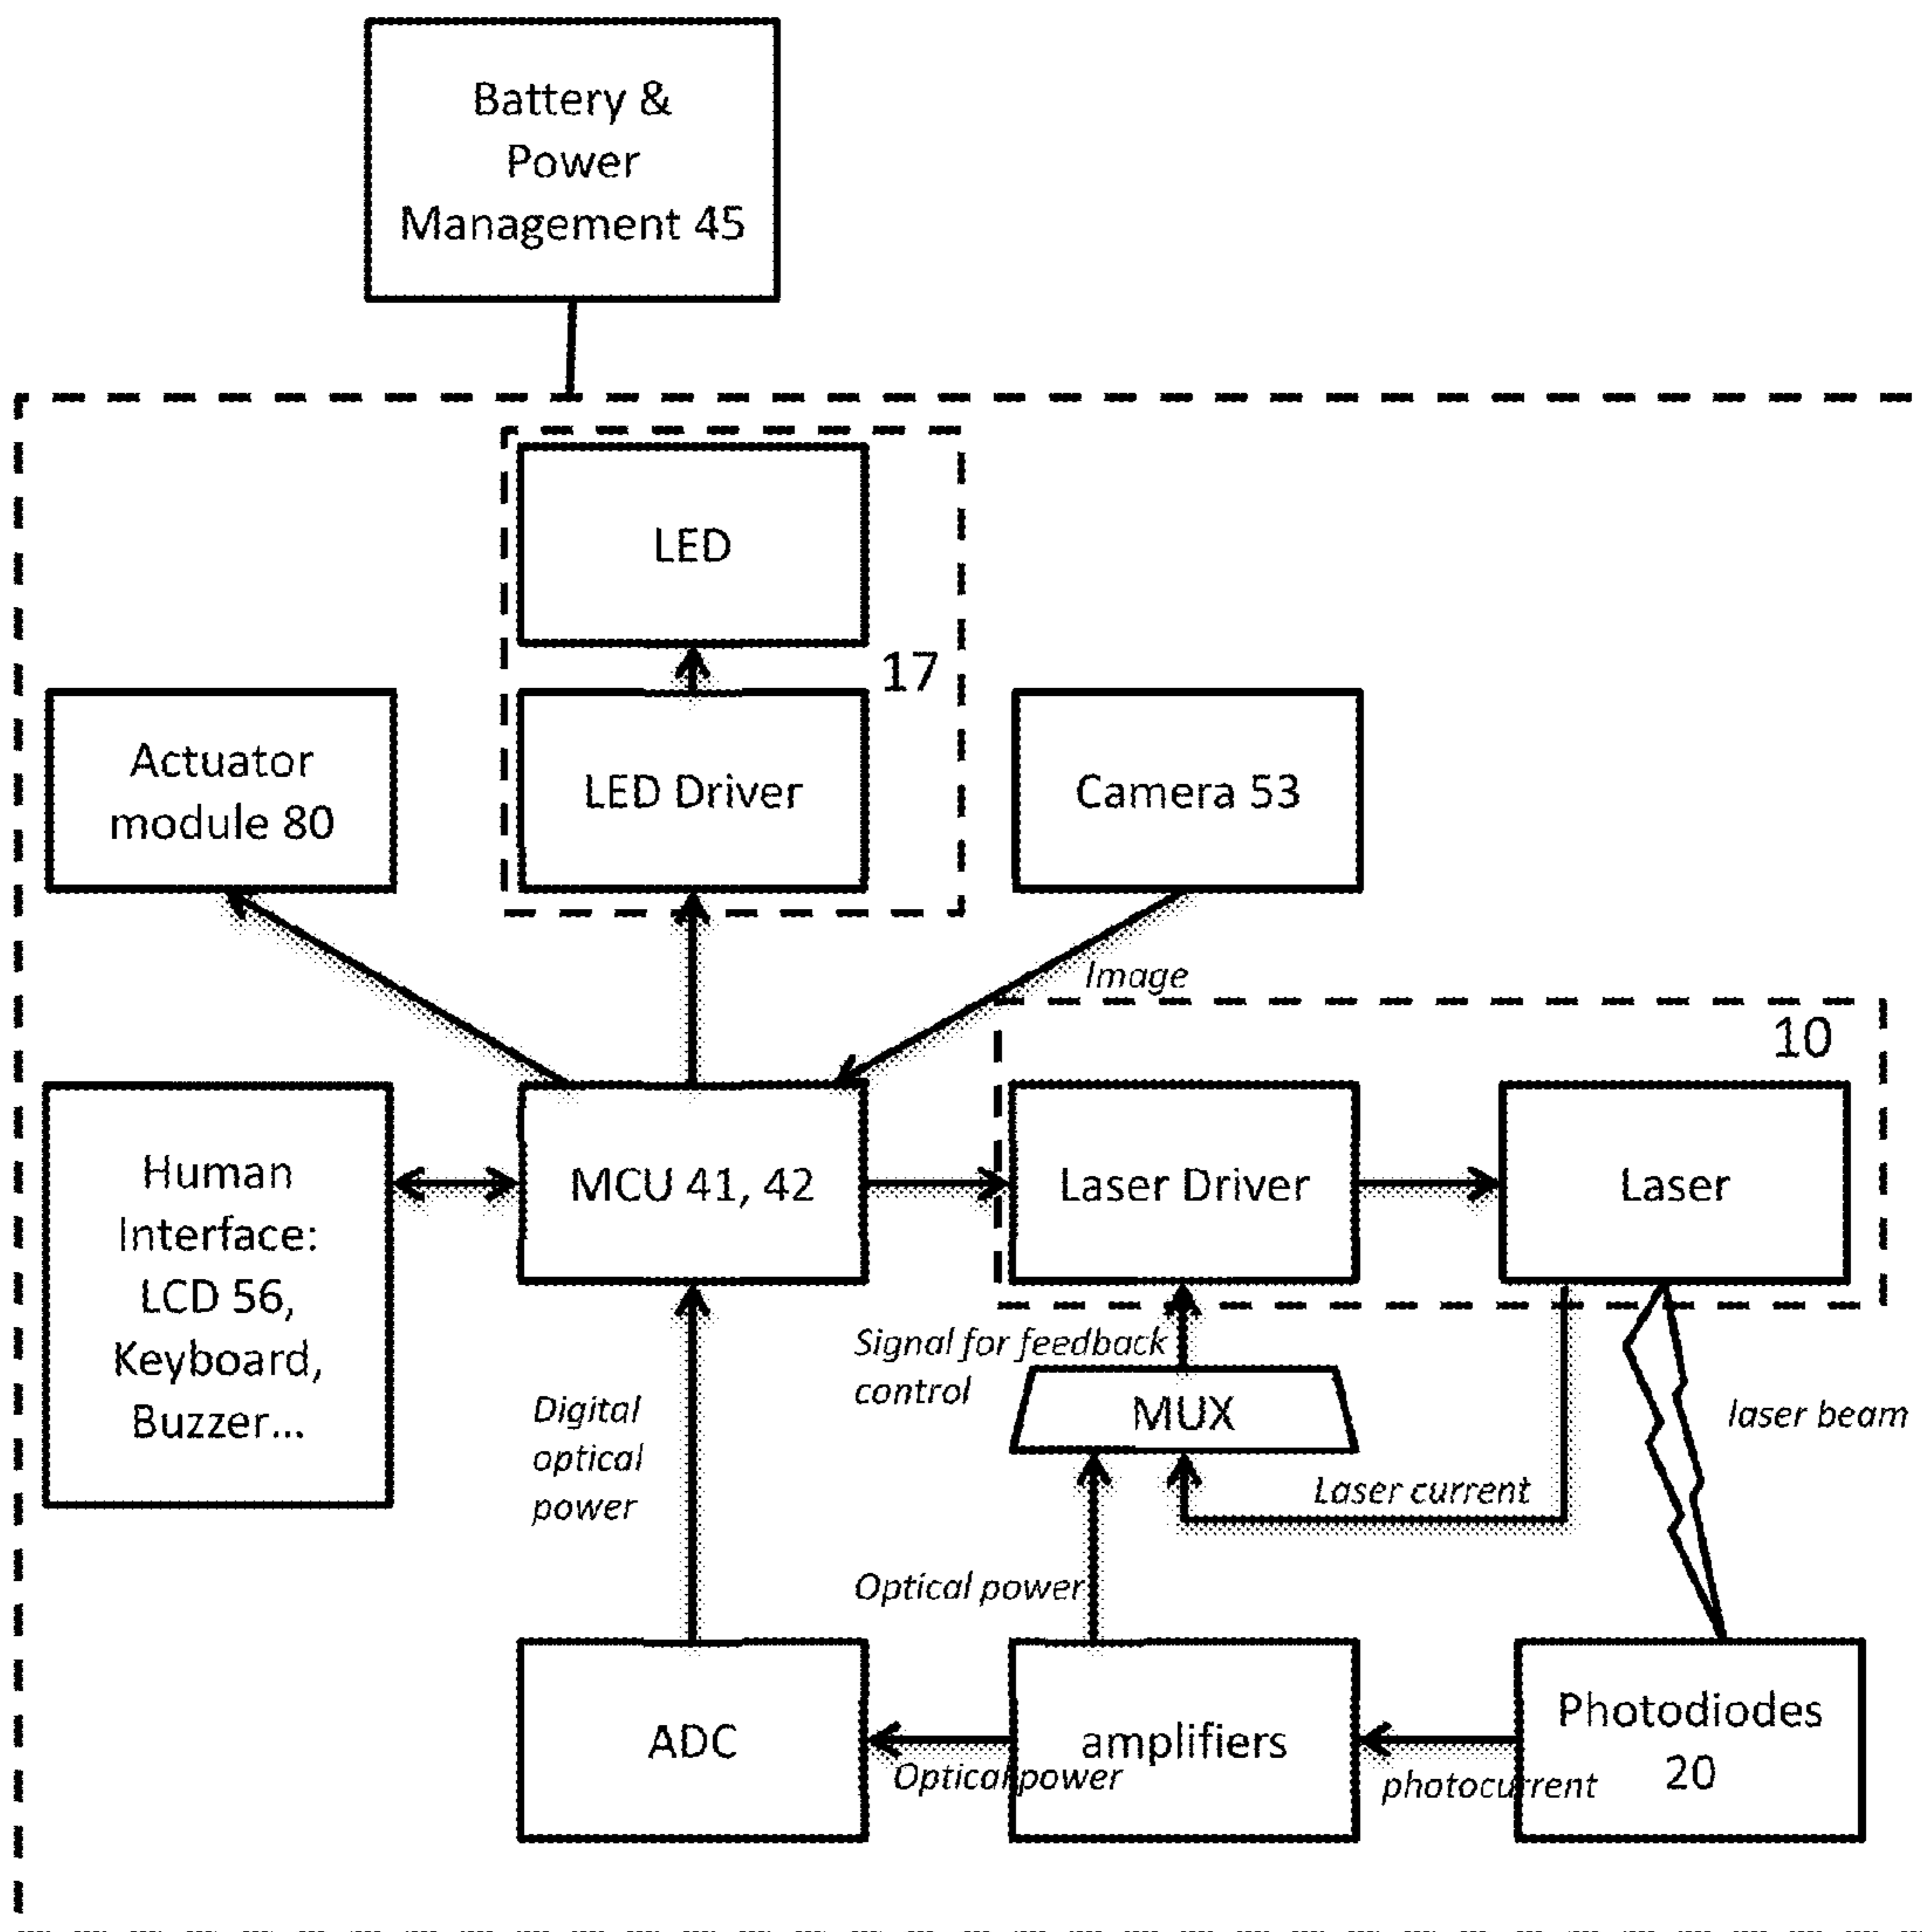 Battery &
Power
Management 45
LED
17
Actuator
module 80
LED Driver
Camera 53
Image
10
Human
Interface:
LCD 56,
Keyboard,
Buzzer...
MCU 41, 42
Laser Driver
Laser
Signal for feedback
control
MUX
laser beam
Digital
optical
power
Laser current
Optical power
ADC
amplifiers
Photodiodes
20
Optical power
photocurrent